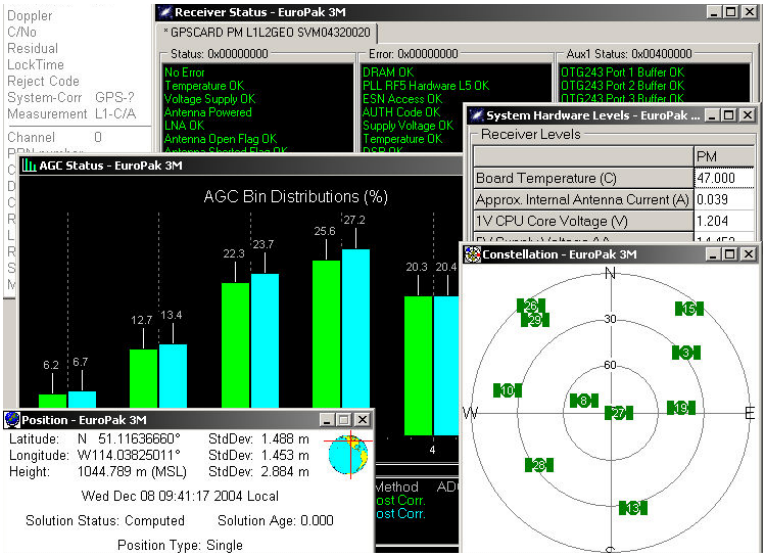 Doppler
C/No
Residual
LockTime
Reject Code
System-Corr GPS-?
Measurement L1-C/A
Channel 0
Receiver Status - EuroPak 3M
* GPSCARD PM L1L2GEO SVM04320020
Status: 0x00000000
No Error
Temperature OK
Voltage Supply OK
Antenna Powered
LNA OK
Antenna Open Flag OK
Antenna Shorted Flag OK
Error: 0x00000000
DRAM OK
PLL RF5 Hardware L5 OK
ESN Access OK
AUTH Code OK
Supply Voltage OK
Temperature OK
DSP OK
Aux1 Status: 0x00400000
OTG243 Port 1 Buffer OK
OTG243 Port 2 Buffer OK
OTG243 Port 3 Buffer OK
System Hardware Levels - EuroPak ...
Receiver Levels
PM
Board Temperature (C) 47.000
Approx. Internal Antenna Current (A) 0.039
1V CPU Core Voltage (V) 1.204
AGC Status - EuroPak 3M
AGC Bin Distributions (%)
6.2 6.7
12.7 13.4
22.3 23.7
25.6 27.2
20.3 20.4
4
Method
ost Corr.
ost Corr.
Constellation - EuroPak 3M
N
30
60
W
E
S
26
29
15
3
10
8
27
19
28
13
Position - EuroPak 3M
Latitude: N 51.11636660° StdDev: 1.488 m
Longitude: W114.03825011° StdDev: 1.453 m
Height: 1044.789 m (MSL) StdDev: 2.884 m
Wed Dec 08 09:41:17 2004 Local
Solution Status: Computed Solution Age: 0.000
Position Type: Single